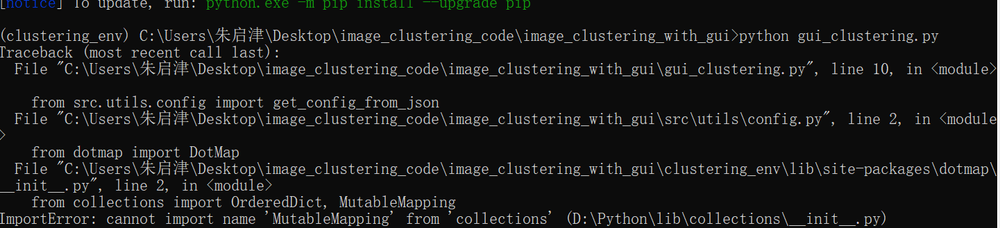 [notice] To update, run: python.exe -m pip install --upgrade pip
(clustering_env) C:\Users\朱启津\Desktop\image_clustering_code\image_clustering_with_gui>python gui_clustering.py
Traceback (most recent call last):
  File "C:\Users\朱启津\Desktop\image_clustering_code\image_clustering_with_gui\gui_clustering.py", line 10, in <module>
    from src.utils.config import get_config_from_json
  File "C:\Users\朱启津\Desktop\image_clustering_code\image_clustering_with_gui\src\utils\config.py", line 2, in <module
>
    from dotmap import DotMap
  File "C:\Users\朱启津\Desktop\image_clustering_code\image_clustering_with_gui\clustering_env\lib\site-packages\dotmap\
__init__.py", line 2, in <module>
    from collections import OrderedDict, MutableMapping
ImportError: cannot import name 'MutableMapping' from 'collections' (D:\Python\lib\collections\__init__.py)